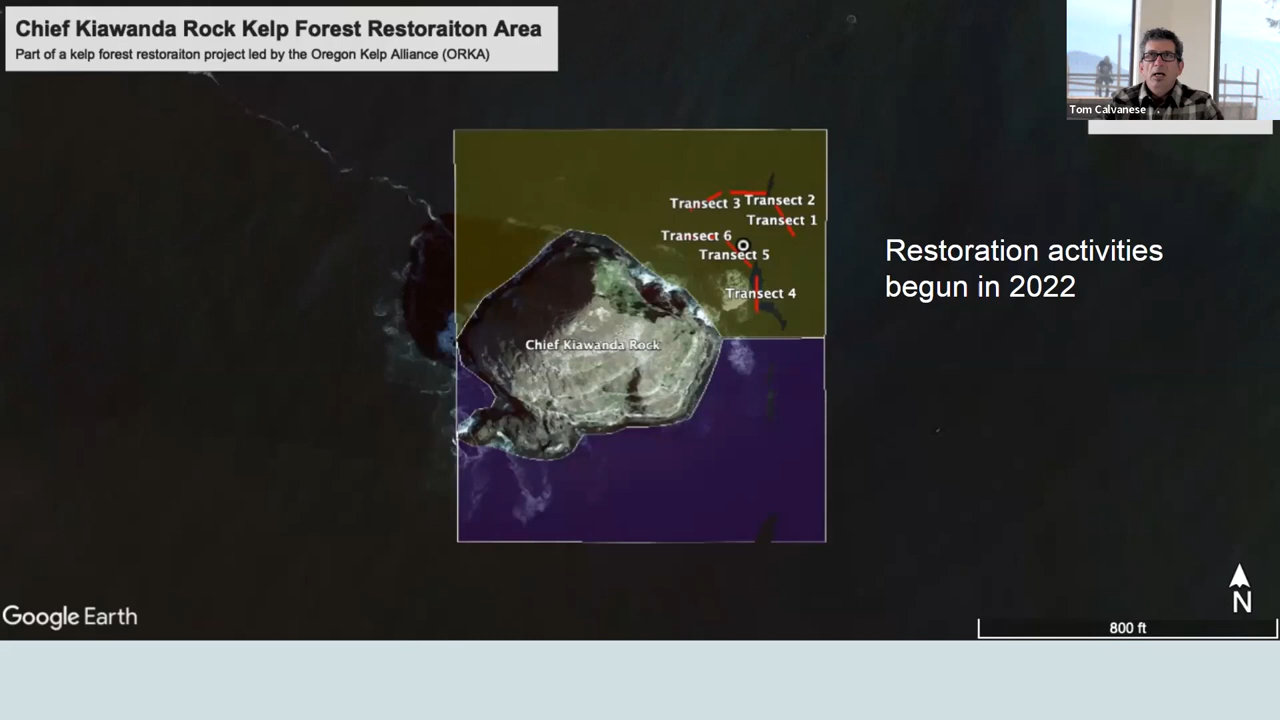 Chief Kiawanda Rock Kelp Forest Restoraiton Area
Part of a kelp forest restoraiton project led by the Oregon Kelp Alliance (ORKA)
Tom Calvanese
Transect 3
Transect 2
Transect 1
Transect 6
Transect 5
Transect 4
Restoration activities
begun in 2022
Chief Kiawanda Rock
Google Earth
N
800 ft